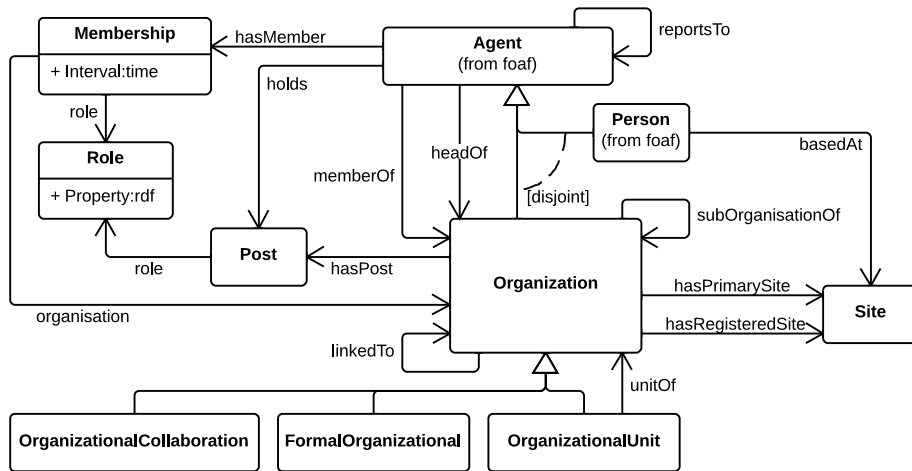 Membership
+ Interval:time
hasMember
Agent
(from foaf)
reportsTo
holds
role
Person
(from foaf)
basedAt
Role
+ Property:rdf
headOf
memberOf
[disjoint]
subOrganisationOf
Post
role
hasPost
Organization
hasPrimarySite
Site
organisation
hasRegisteredSite
linkedTo
unitOf
OrganizationalCollaboration
FormalOrganizational
OrganizationalUnit